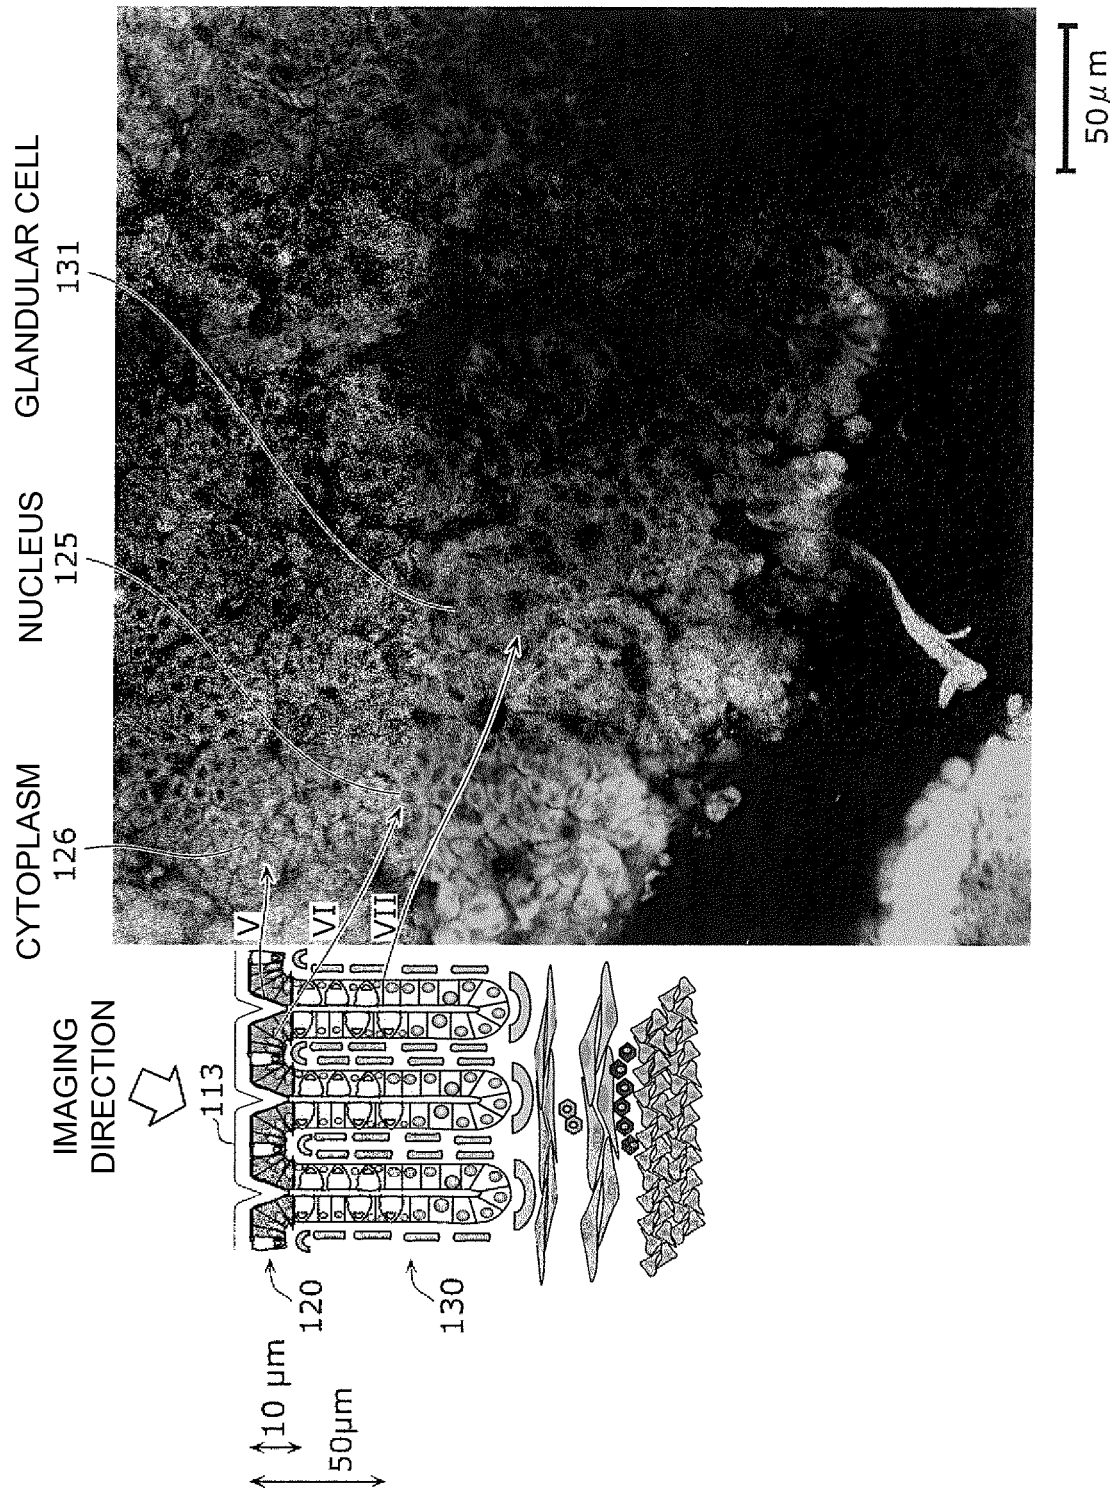 IMAGING
DIRECTION
113
120
130
10 μm
50μm
CYTOPLASM
126
NUCLEUS
125
GLANDULAR CELL
131
V
VI
VII
50μm